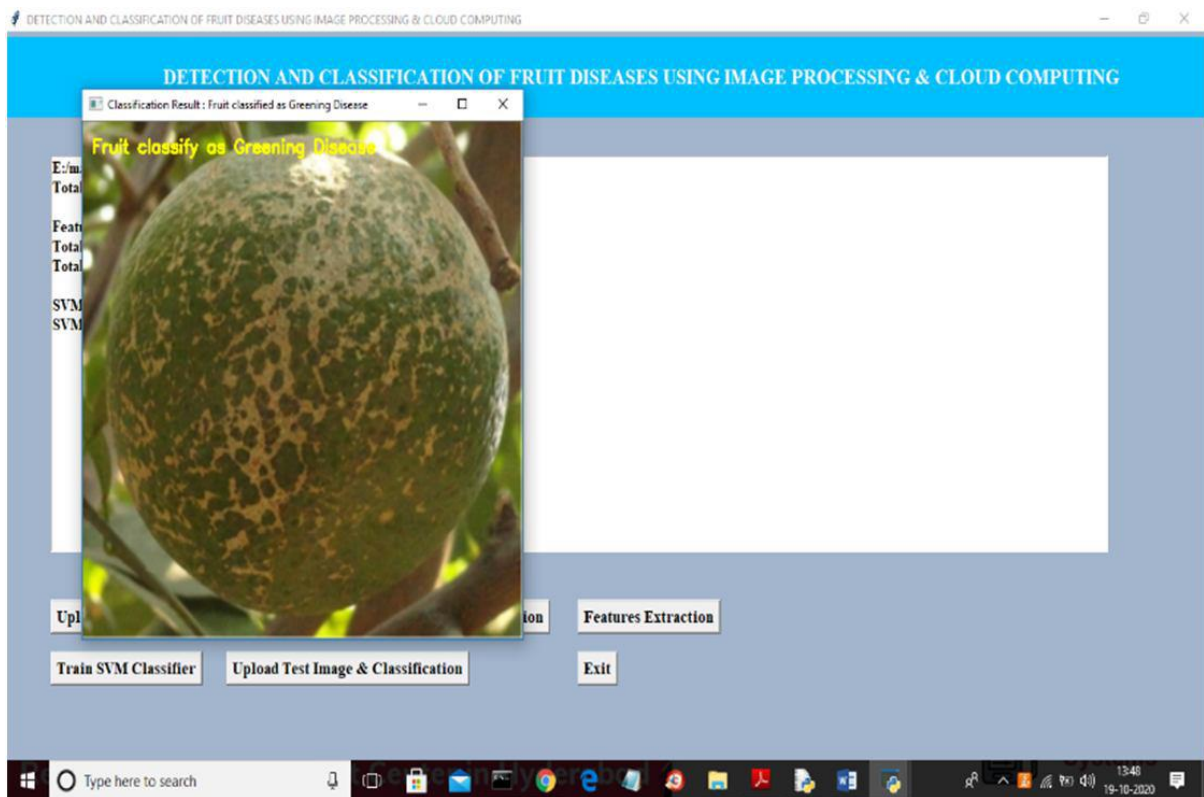 DETECTION AND CLASSIFICATION OF FRUIT DISEASES USING IMAGE PROCESSING & CLOUD COMPUTING
DETECTION AND CLASSIFICATION OF FRUIT DISEASES USING IMAGE PROCESSING & CLOUD COMPUTING
Classification Result : Fruit classified as Greening Disease
Fruit classify as Greening Disease
E:/m
Total
Total
Total
SVM
SVM
Features Extraction
Train SVM Classifier
Upload Test Image & Classification
Exit
Type here to search
13:48
19-10-2020